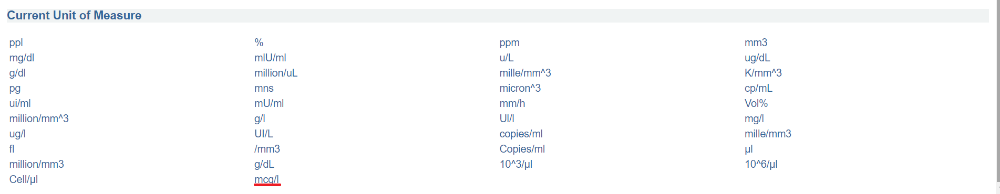 Current Unit of Measure
ppl % ppm mm3
mg/dl mIU/ml u/L ug/dL
g/dl million/uL mille/mm^3 K/mm^3
pg mns micron^3 cp/mL
ui/ml mU/ml mm/h Vol%
million/mm^3 g/l UI/l mg/l
ug/l UI/L copies/ml mille/mm3
fl /mm3 Copies/ml µl
million/mm3 g/dL 10^3/µl 10^6/µl
Cell/µl mcg/l